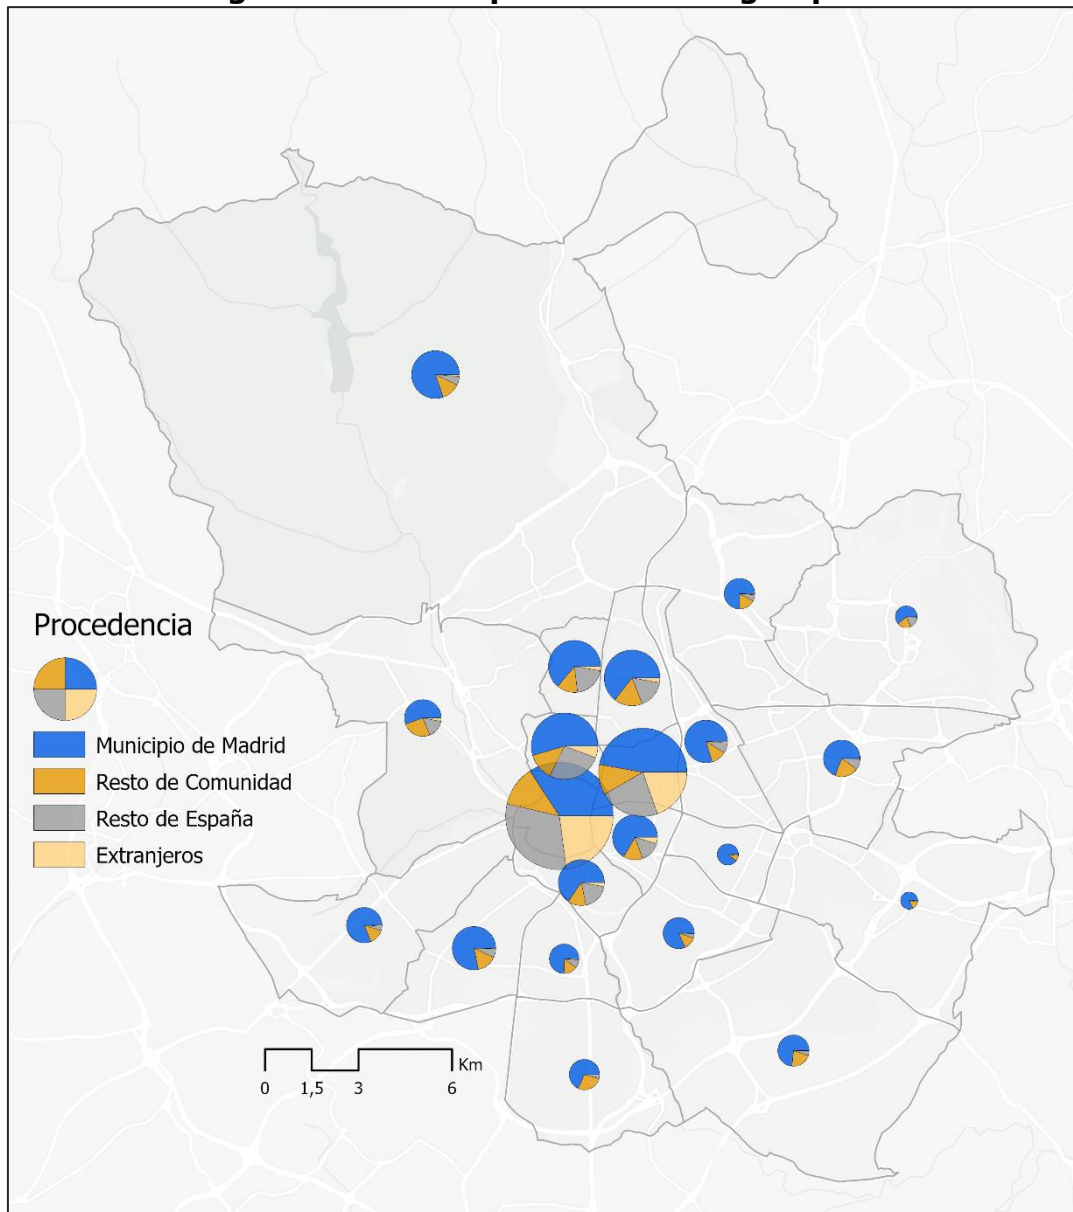 Procedencia
Municipio de Madrid
Resto de Comunidad
Resto de España
Extranjeros
Km
0 1,5 3 6